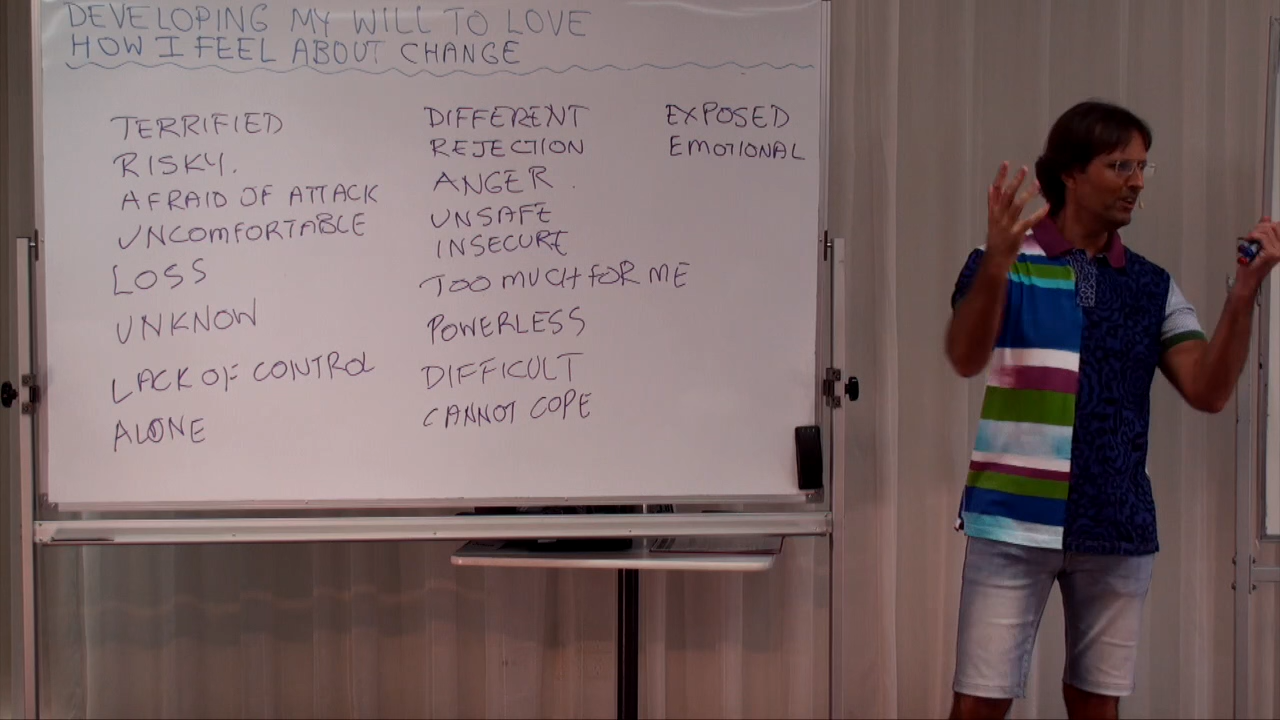 DEVELOPING MY WILL TO LOVE
HOW I FEEL ABOUT CHANGE
TERRIFIED
RISKY.
AFRAID OF ATTACK
UNCOMFORTABLE
LOSS
UNKNOW
LACK OF CONTROL
ALONE
DIFFERENT
REJECTION
ANGER
UNSAFE
INSECURE
TOO MUCH FOR ME
POWERLESS
DIFFICULT
CANNOT COPE
EXPOSED
EMOTIONAL